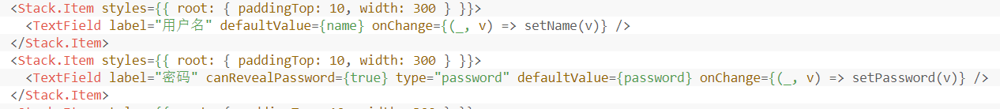 <Stack.Item styles={{ root: { paddingTop: 10, width: 300 } }}>
<TextField label="用户名" defaultValue={name} onChange={(_, v) => setName(v)} />
</Stack.Item>
<Stack.Item styles={{ root: { paddingTop: 10, width: 300 } }}>
<TextField label="密码" canRevealPassword={true} type="password" defaultValue={password} onChange={(_, v) => setPassword(v)} />
</Stack.Item>